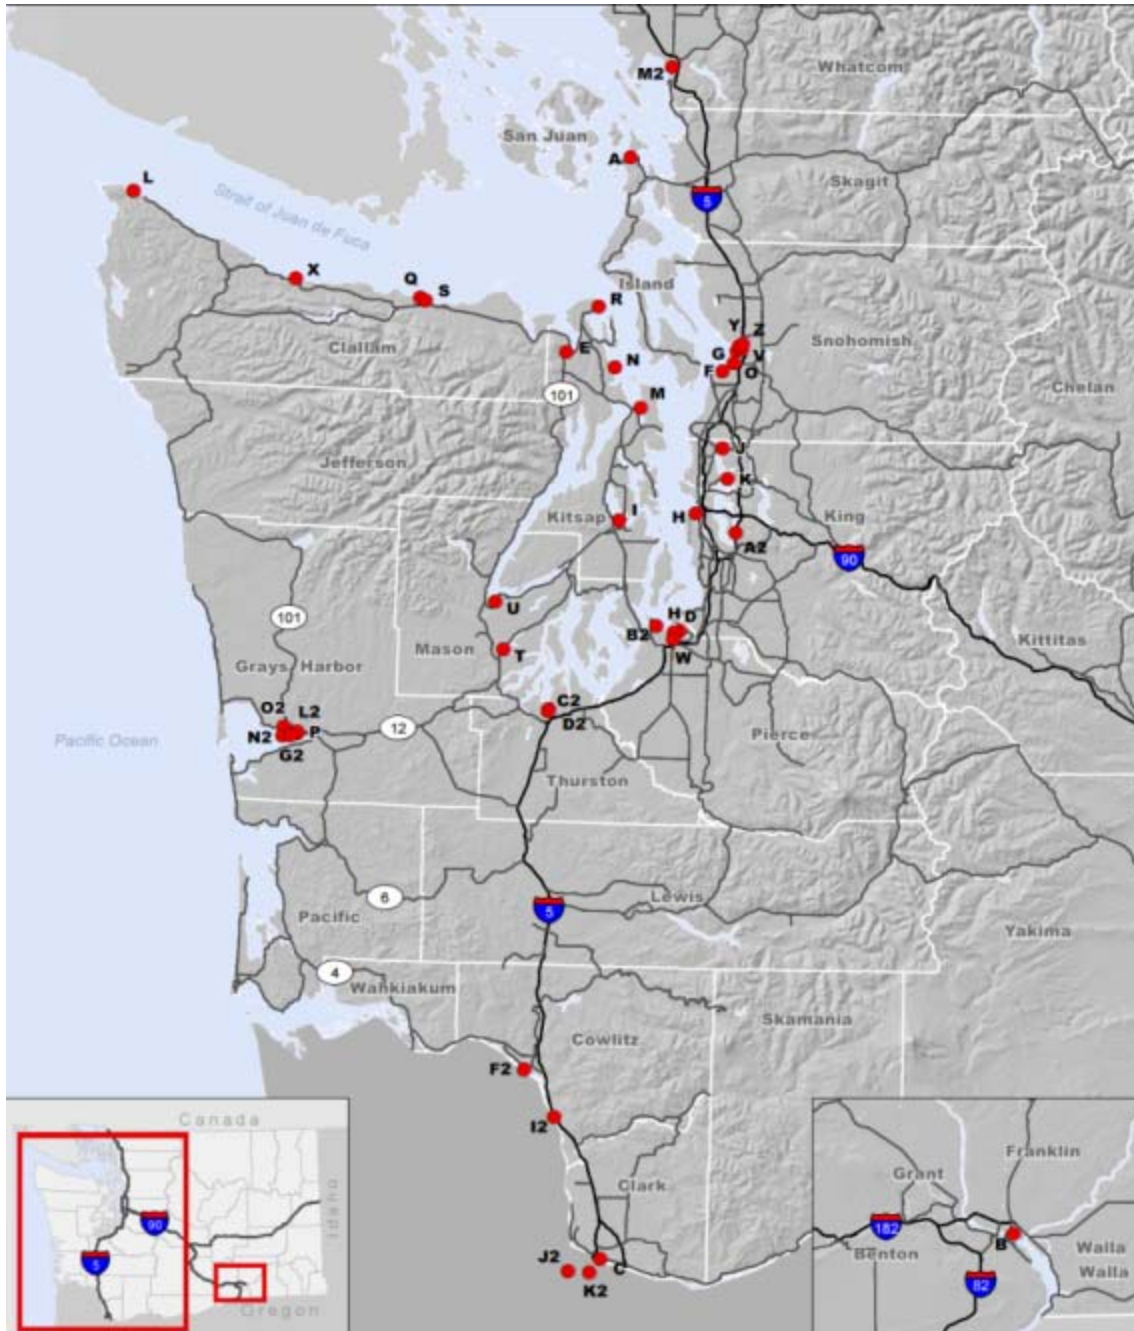 Whatcom
M2
San Juan
A
L
Skagit
5
Strait of Juan de Fuca
X
Q
S
Island
R
Y
Z
Clallam
E
G
V
Snohomish
N
F
O
Chelan
101
M
J
Jefferson
K
Kitsap
I
H
King
A2
90
U
101
B2
H
D
Mason
T
W
Kittitas
Grays Harbor
O2
L2
C2
N2
P
12
D2
Pacific Ocean
G2
Pierce
Thurston
6
5
Lewis
Pacific
Yakima
4
Wahkiakum
Skamania
Cowlitz
F2
I2
Canada
Franklin
Grant
Clark
Idaho
90
182
B
5
Benton
Walla
Walla
J2
C
K2
82
Oregon